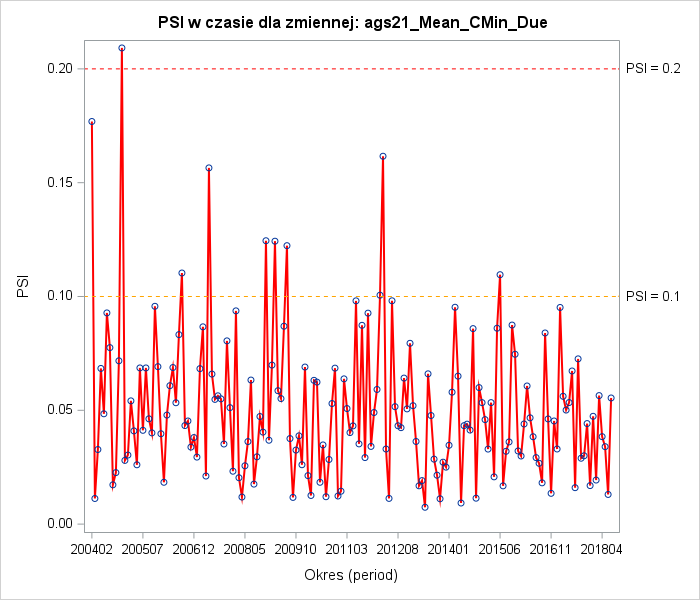 PSI w czasie dla zmiennej: ags21_Mean_CMin_Due
0.20
PSI = 0.2
0.15
PSI
0.10
PSI = 0.1
0.05
0.00
200402 200507 200612 200805 200910 201103 201208 201401 201506 201611 201804
Okres (period)